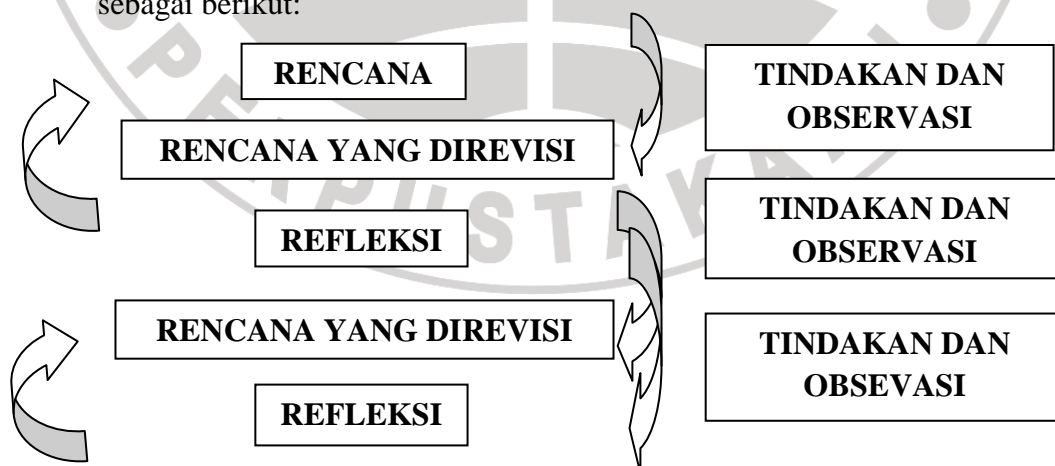 sebagai berikut:
RENCANA
TINDAKAN DAN
OBSERVASI
RENCANA YANG DIREVISI
TINDAKAN DAN
OBSERVASI
REFLEKSI
RENCANA YANG DIREVISI
TINDAKAN DAN
OBSEVASI
REFLEKSI
PERPUSTAKAAN